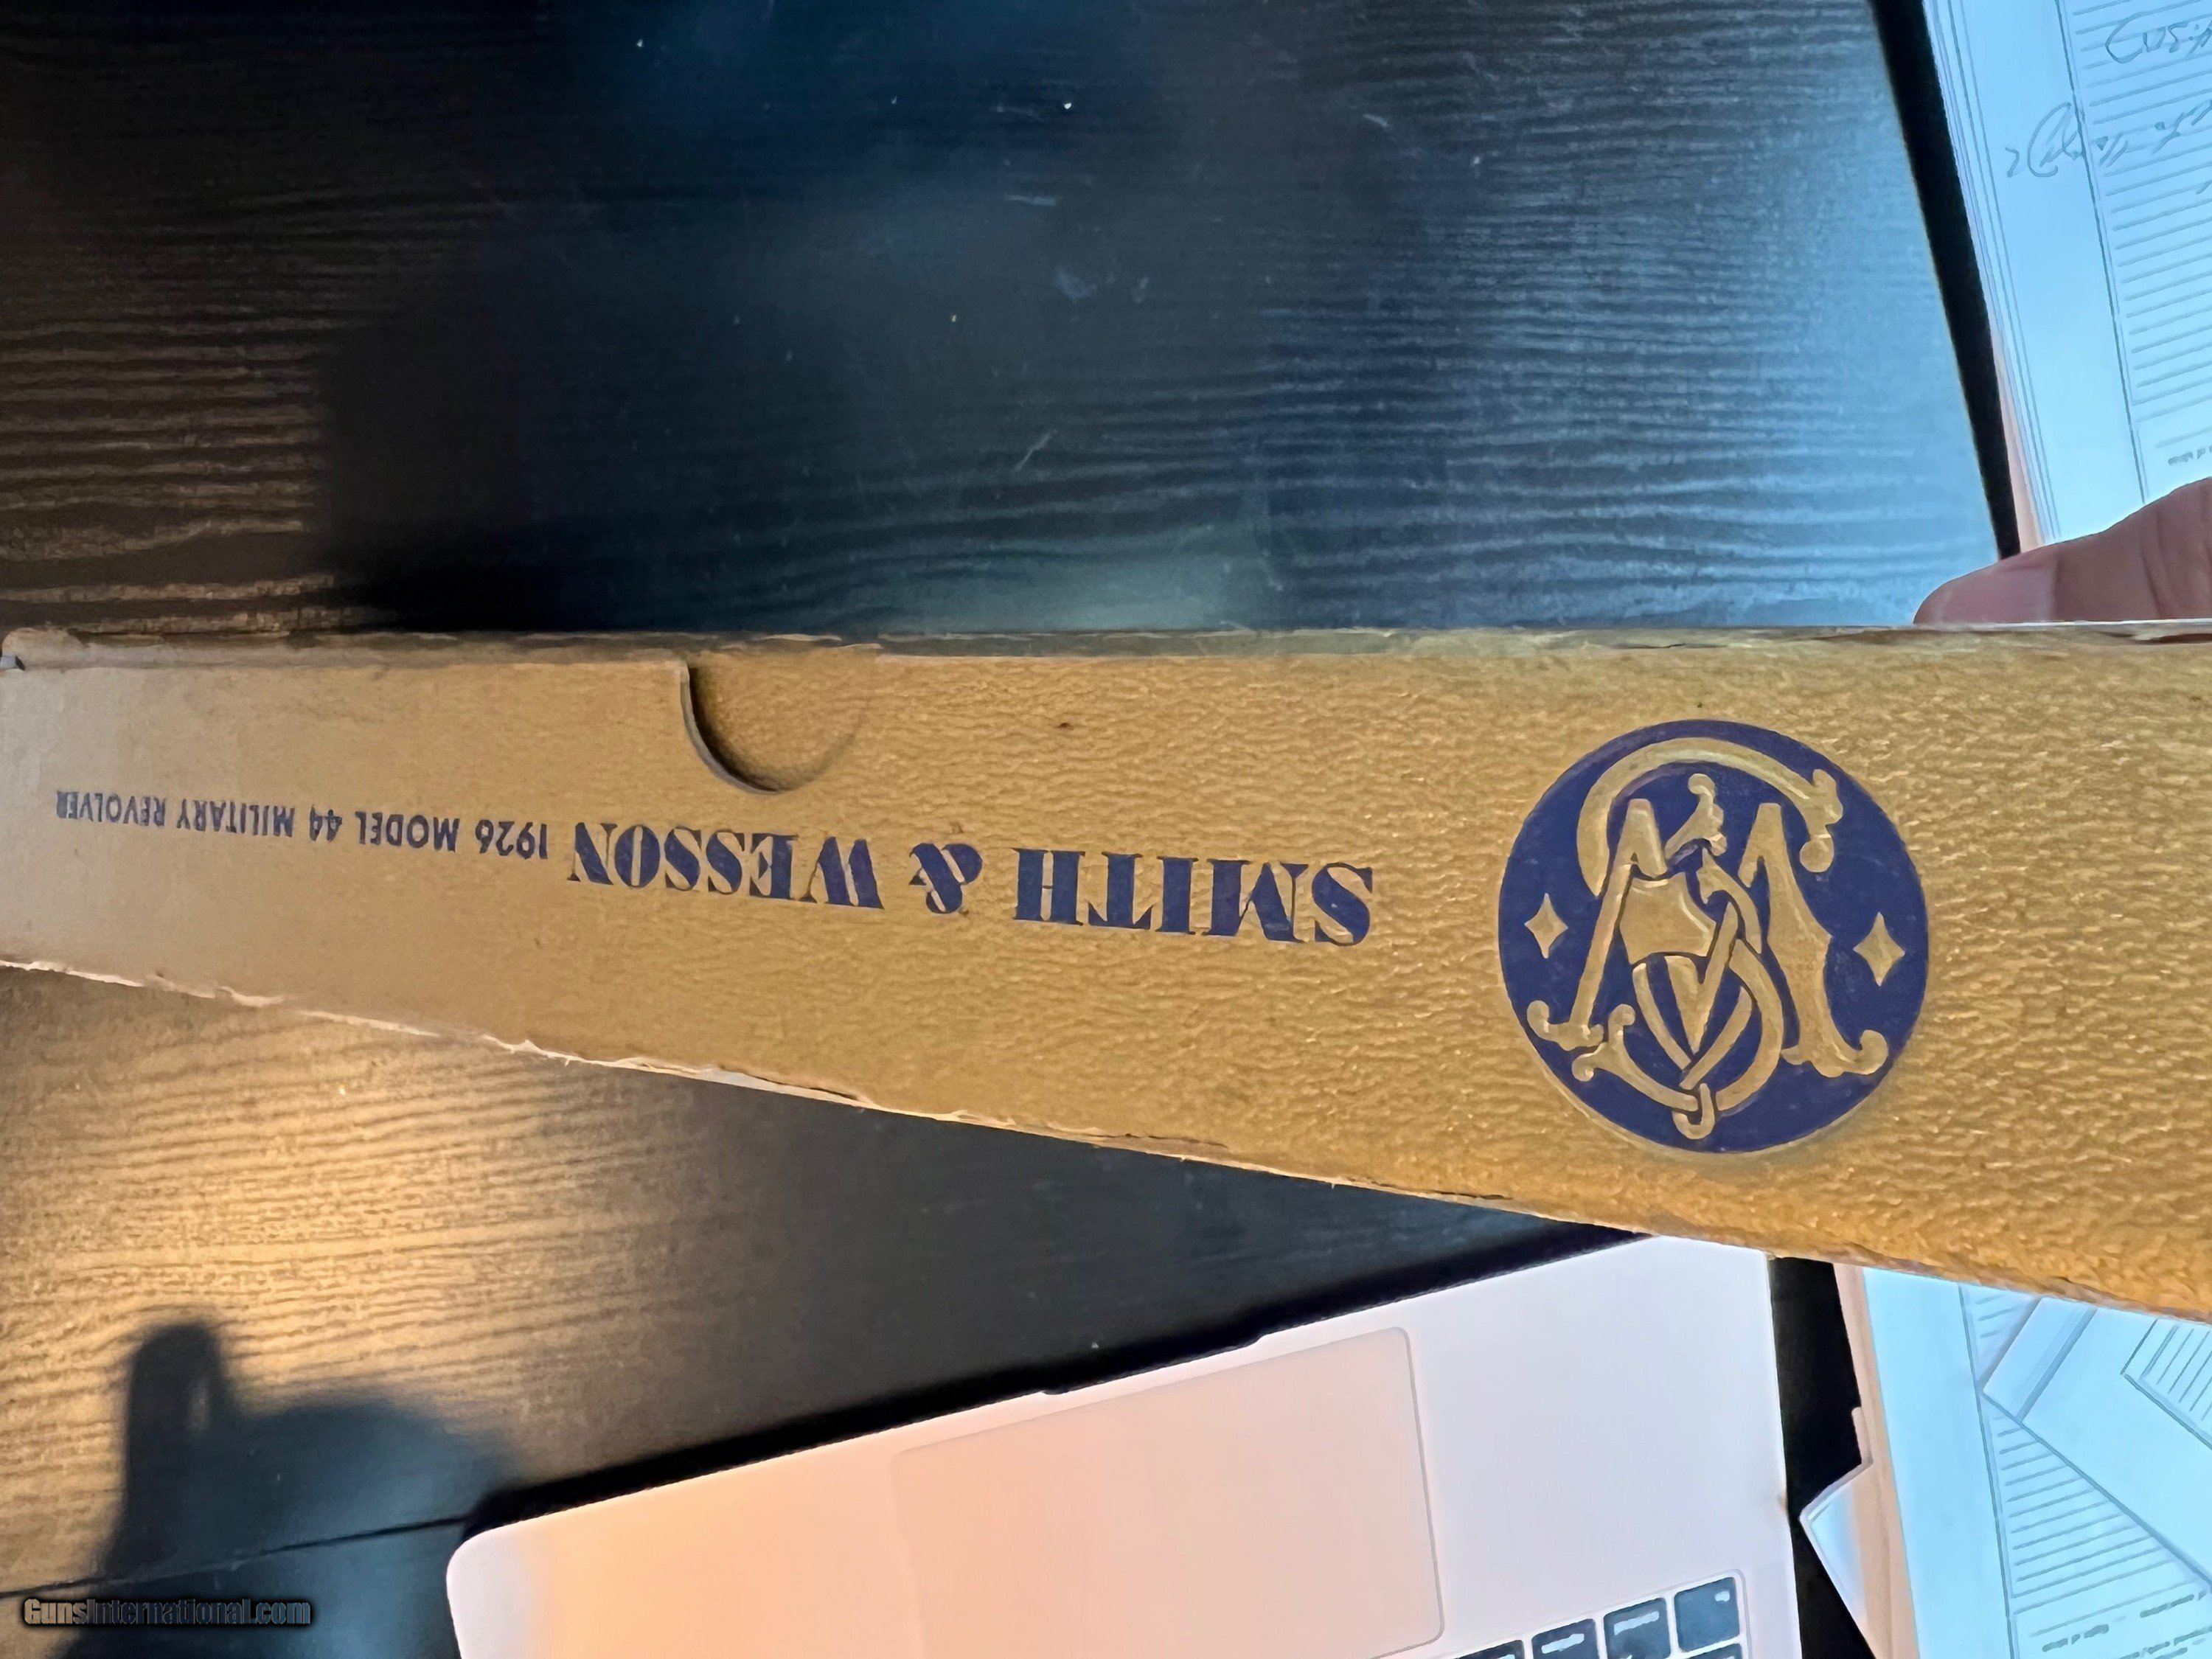 SMITH & WESSON 1926 MODEL 44 MILITARY REVOLVER
GunsInternational.com